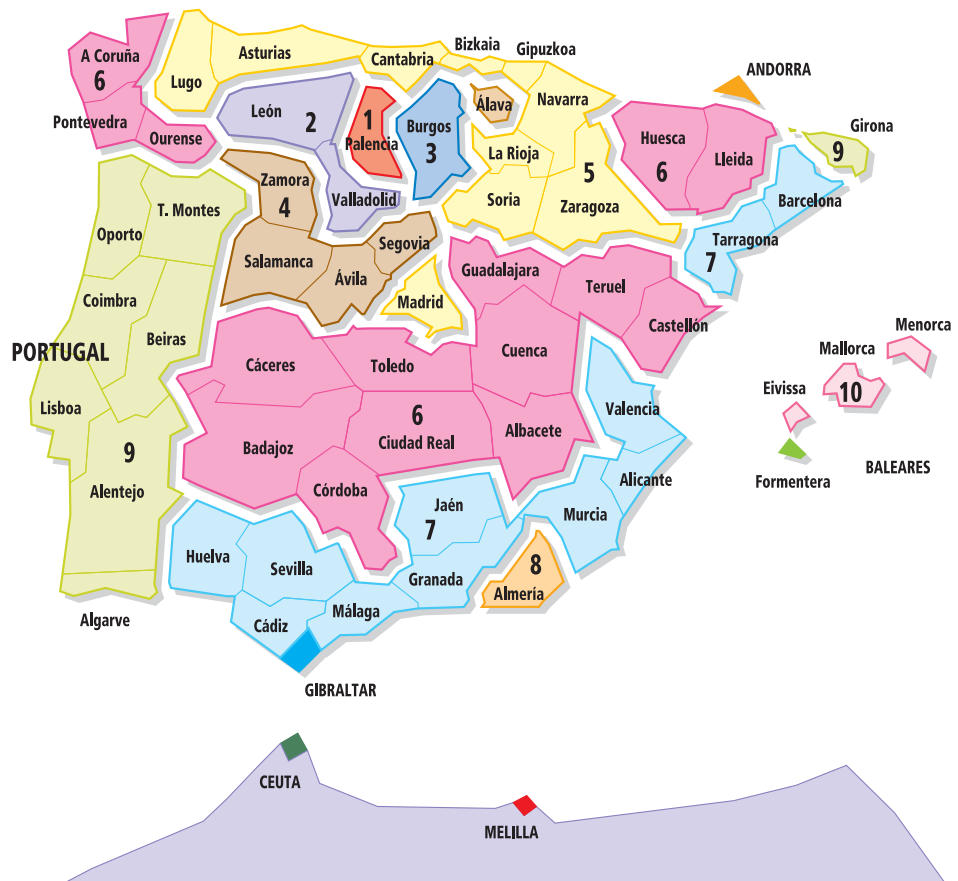 Bizkaia
Gipuzkoa
A Coruña
6
Asturias
Cantabria
ANDORRA
Lugo
Álava
Navarra
León
2
1
Palencia
Burgos
3
Pontevedra
Ourense
Huesca
6
Lleida
Girona
9
La Rioja
5
Zamora
4
Valladolid
Soria
Zaragoza
Barcelona
T. Montes
Oporto
Segovia
Tarragona
7
Salamanca
Ávila
Guadalajara
Teruel
Coimbra
Madrid
Castellón
Menorca
Beiras
PORTUGAL
Cáceres
Toledo
Cuenca
Mallorca
10
Eivissa
Lisboa
Valencia
6
Ciudad Real
Albacete
Badajoz
9
Alentejo
BALEARES
Formentera
Córdoba
Alicante
Jaén
7
Murcia
Huelva
Sevilla
Granada
8
Almería
Algarve
Cádiz
Málaga
GIBRALTAR
CEUTA
MELILLA